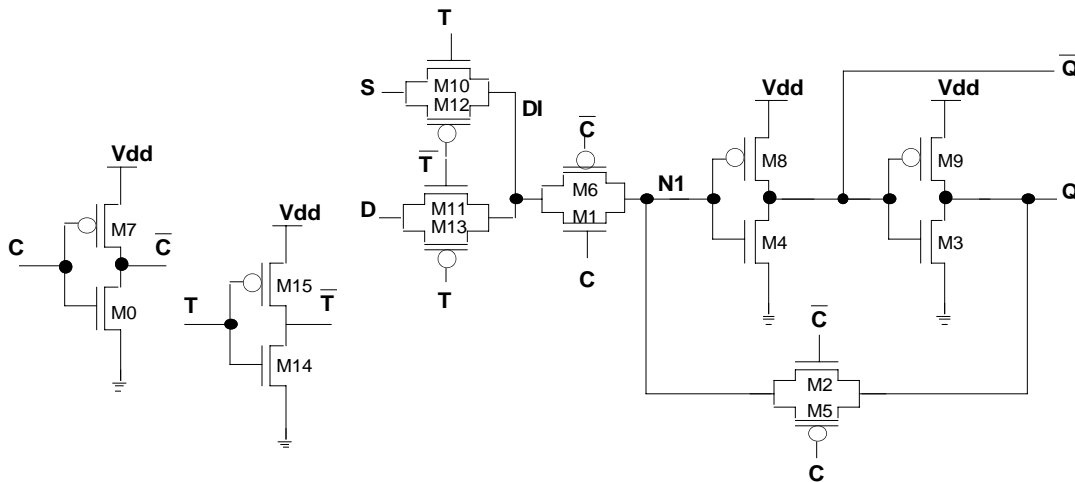 T
S
M10
M12
DI
T̅
D
M11
M13
T
C̅
M6
M1
C
N1
Vdd
M8
M4
Vdd
M9
M3
Q̅
Q
C̅
M2
M5
C
Vdd
M7
C
C̅
M0
Vdd
M15
T
T̅
M14